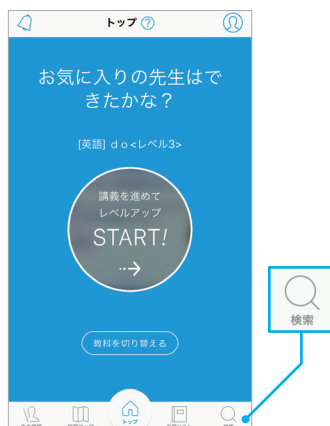 トップ ?
お気に入りの先生はで
きたかな？
[英語] ｄｏ<レベル3>
講義を進めて
レベルアップ
START!
教科を切り替える
検索
トップ